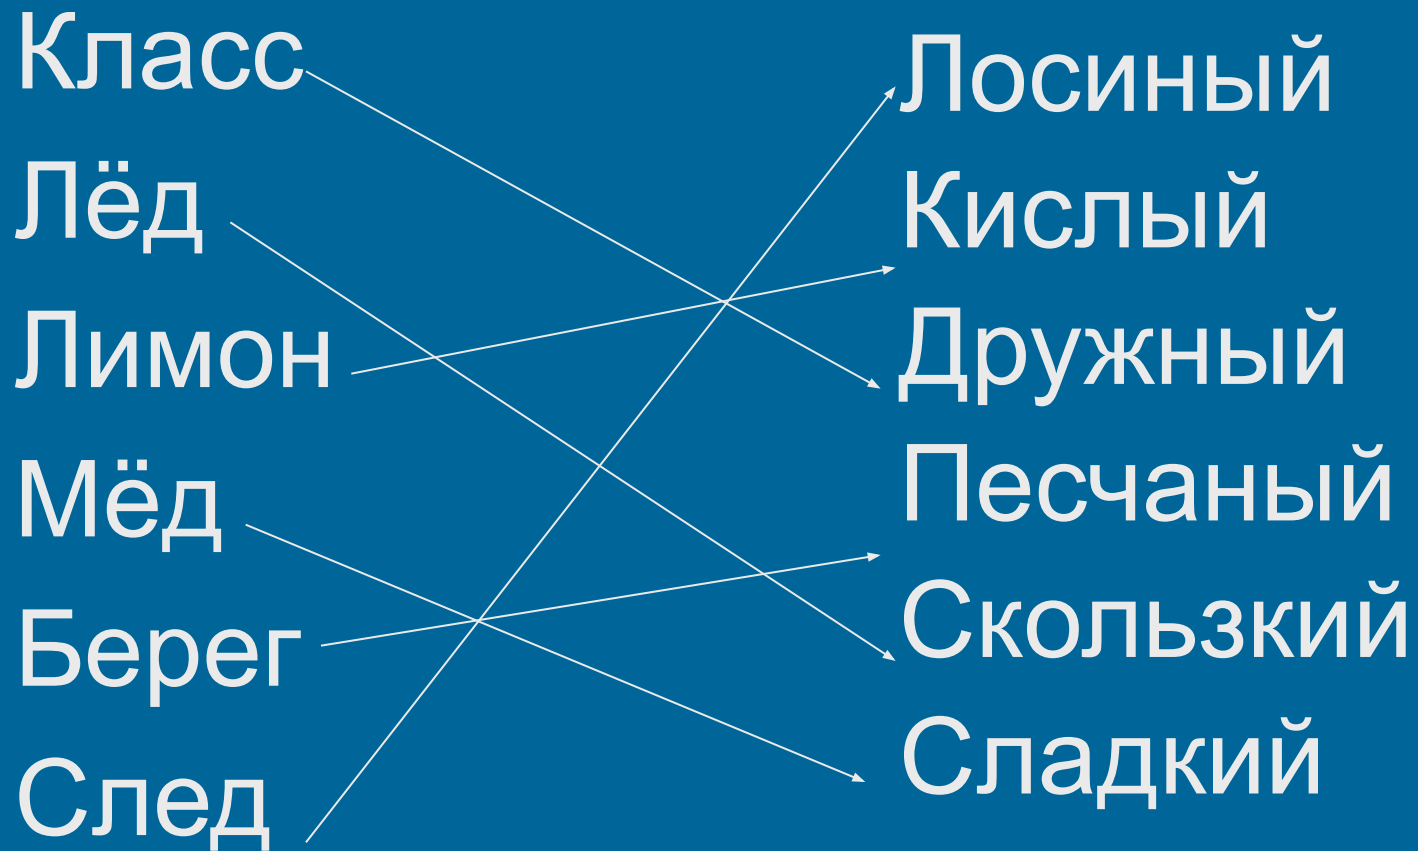 Класс
Лёд
Лимон
Мёд
Берег
След
Лосиный
Кислый
Дружный
Песчаный
Скользкий
Сладкий